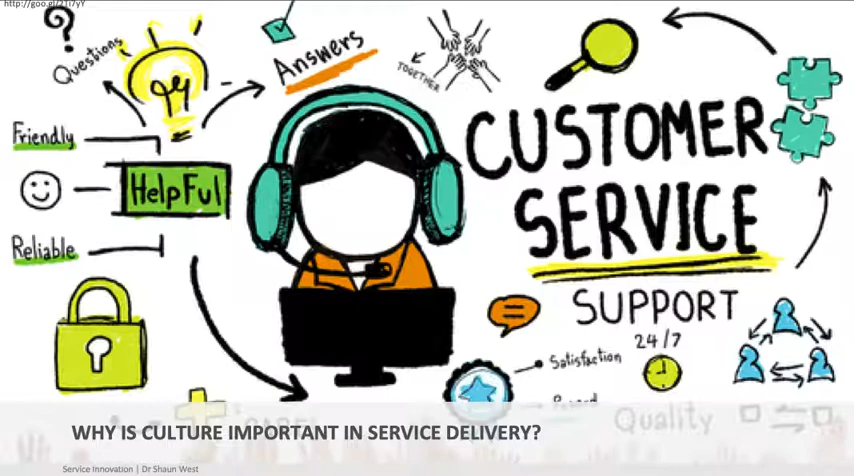 http://goo.gl/21i7yY
?
Questions
Answers
TOGETHER
Friendly
HelpFul
Reliable
CUSTOMER
SERVICE
SUPPORT
24/7
Satisfaction
Quality
WHY IS CULTURE IMPORTANT IN SERVICE DELIVERY?
Service Innovation | Dr Shaun West